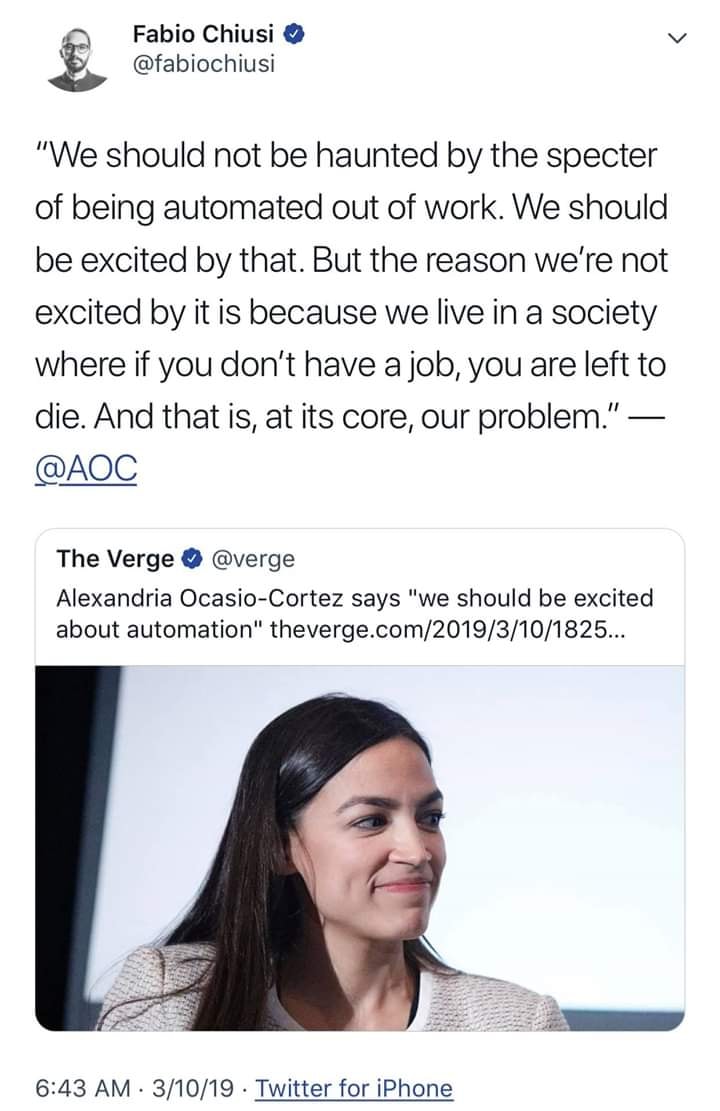 Fabio Chiusi
@fabiochiusi
"We should not be haunted by the specter
of being automated out of work. We should
be excited by that. But the reason we're not
excited by it is because we live in a society
where if you don't have a job, you are left to
die. And that is, at its core, our problem." —
@AOC
The Verge @verge
Alexandria Ocasio-Cortez says "we should be excited
about automation" theverge.com/2019/3/10/1825...
6:43 AM · 3/10/19 · Twitter for iPhone